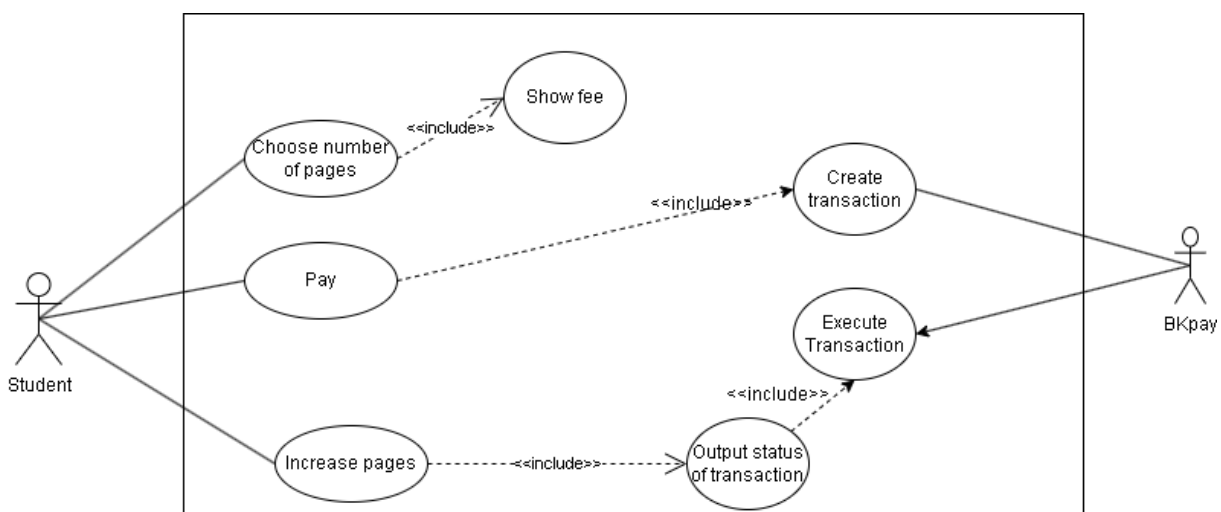 Show fee
<<include>>
Choose number
of pages
Create
transaction
<<include>>
Pay
Execute
Transaction
BKpay
Student
<<include>>
Increase pages
<<include>>
Output status
of transaction